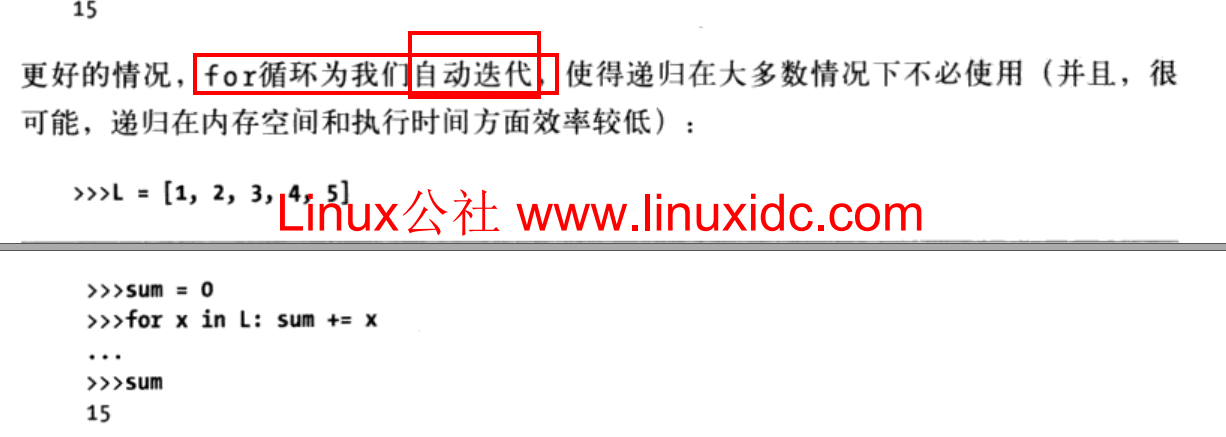 15
更好的情况，for循环为我们自动迭代，使得递归在大多数情况下不必使用（并且，很
可能，递归在内存空间和执行时间方面效率较低）：
>>>L = [1, 2, 3, 4, 5]
Linux公社 www.linuxidc.com
>>>sum = 0
>>>for x in L: sum += x
...
>>>sum
15